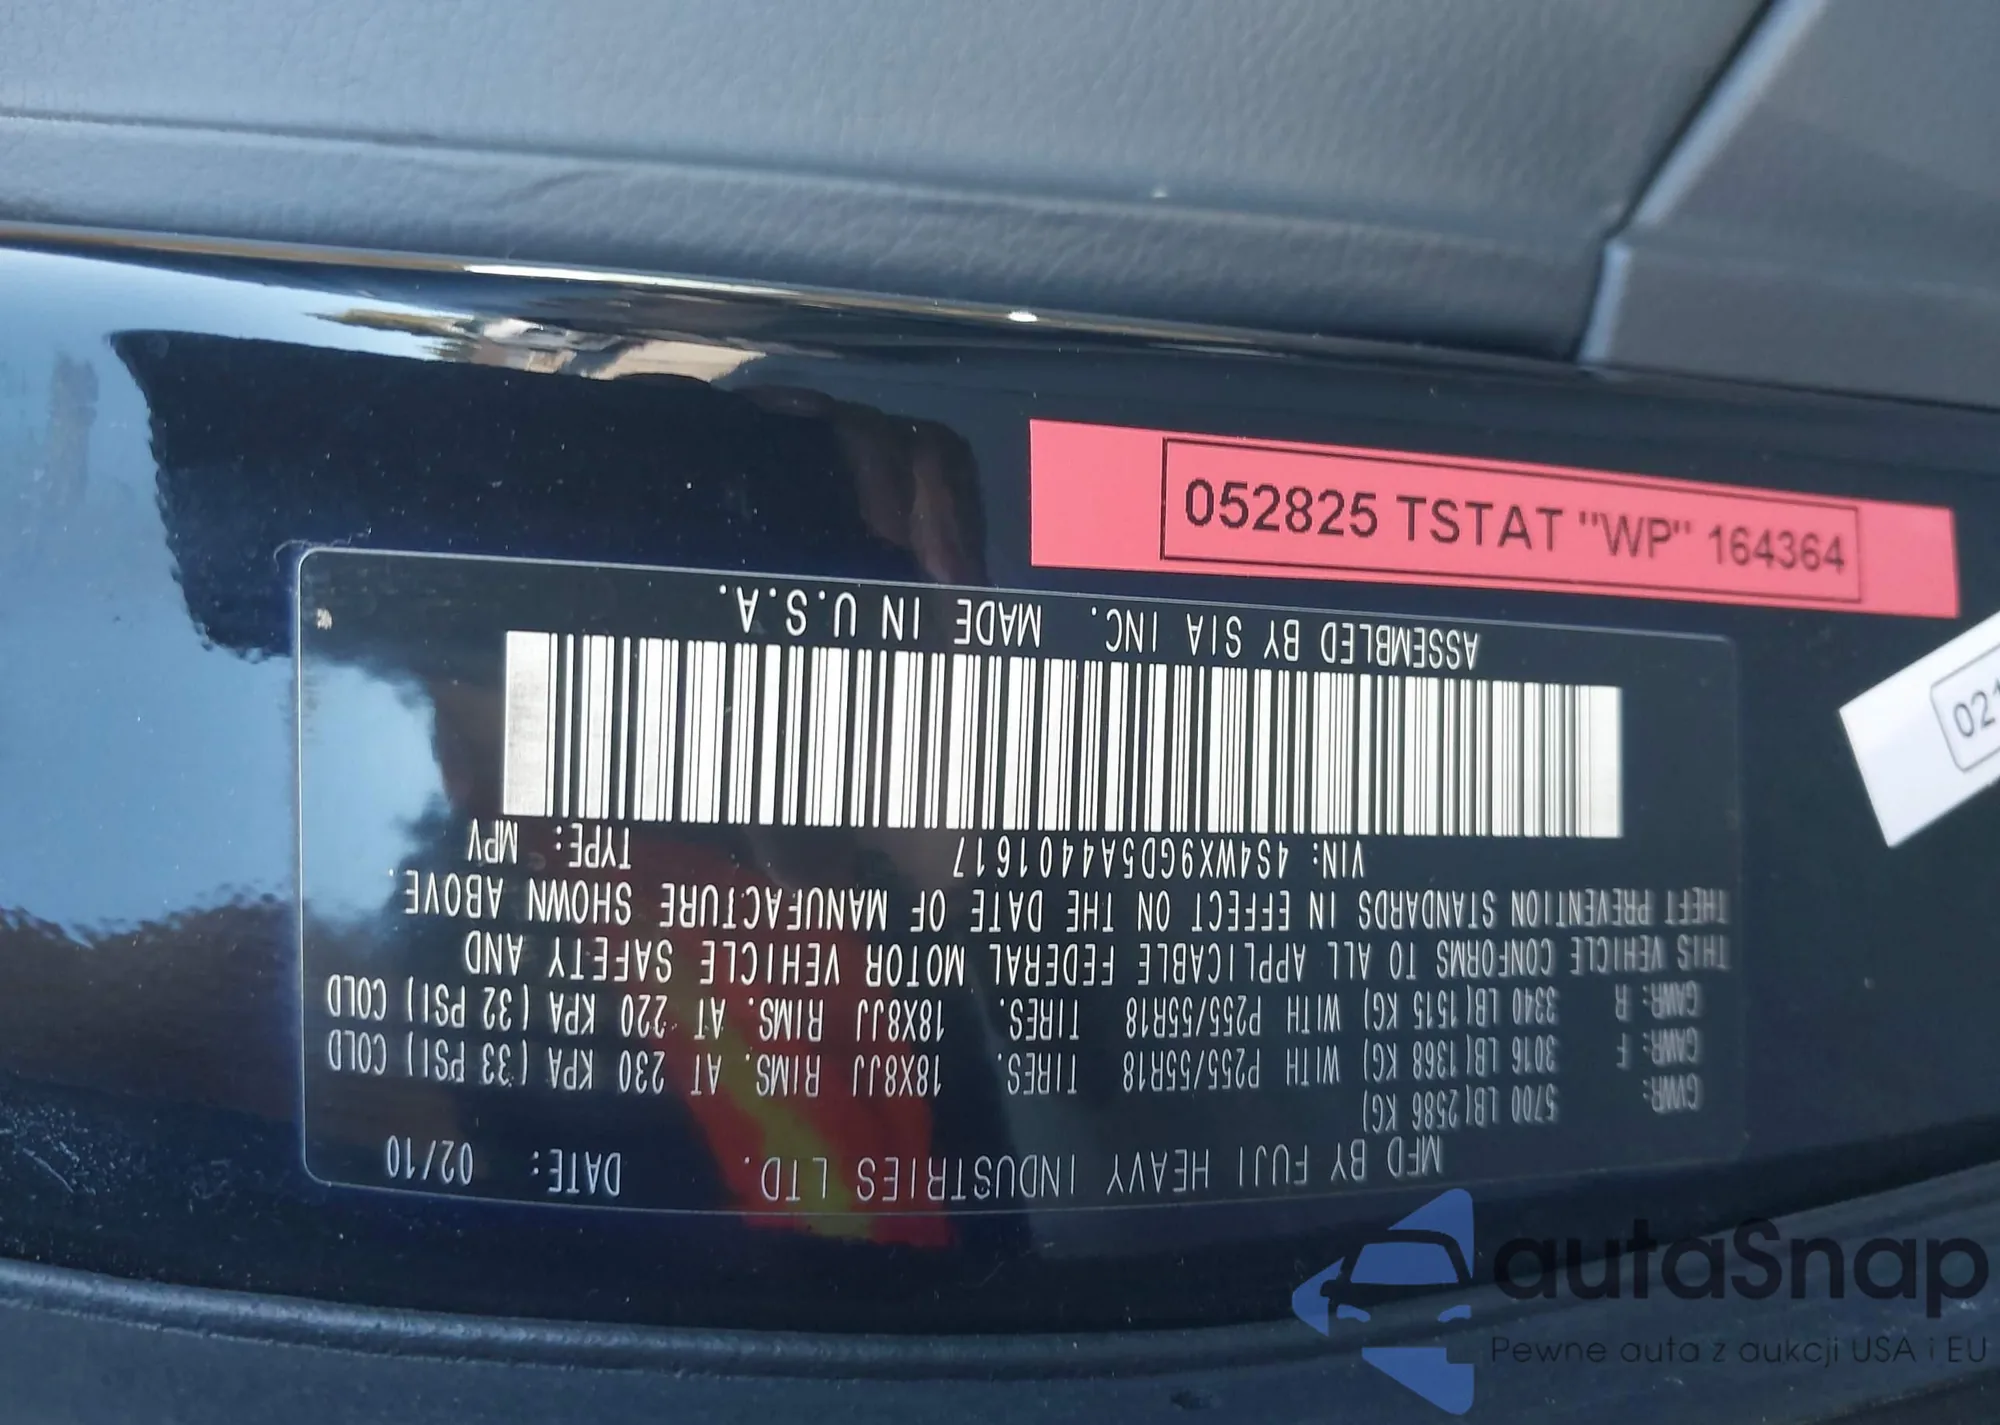 052825 TSTAT "WP" 164364
021
MFD BY FUJI HEAVY INDUSTRIES LTD. DATE: 02/10
GVWR: 5700 LB(2586 KG)
GAWR: F 3016 LB(1368 KG) WITH P255/55R18 TIRES. 18X8JJ RIMS. AT 230 KPA (33 PSI) COLD
GAWR: R 3340 LB(1515 KG) WITH P255/55R18 TIRES. 18X8JJ RIMS. AT 220 KPA (32 PSI) COLD
THIS VEHICLE CONFORMS TO ALL APPLICABLE FEDERAL MOTOR VEHICLE SAFETY AND
THEFT PREVENTION STANDARDS IN EFFECT ON THE DATE OF MANUFACTURE SHOWN ABOVE.
VIN: 4S4WX9GD5A4401617 TYPE: MPV
ASSEMBLED BY SIA INC. MADE IN U.S.A.
autaSnap
Pewne auta z aukcji USA i EU